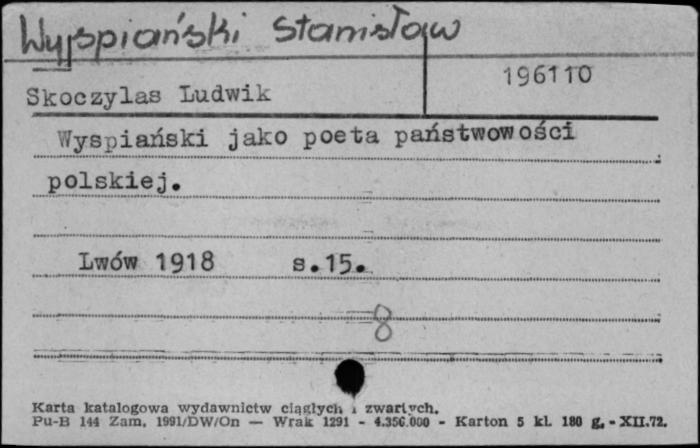 Wyspiański Stanisław
196110
Skoczylas Ludwik
Wyspiański jako poeta państwowości
polskiej.
Lwów 1918 s.15.
8
Karta katalogowa wydawnictw ciągłych i zwartych.
Pu-B 144 Zam. 1991/DW/On — Wrak 1291 - 4.356.000 - Karton 5 kl. 180 g. - XII.72.